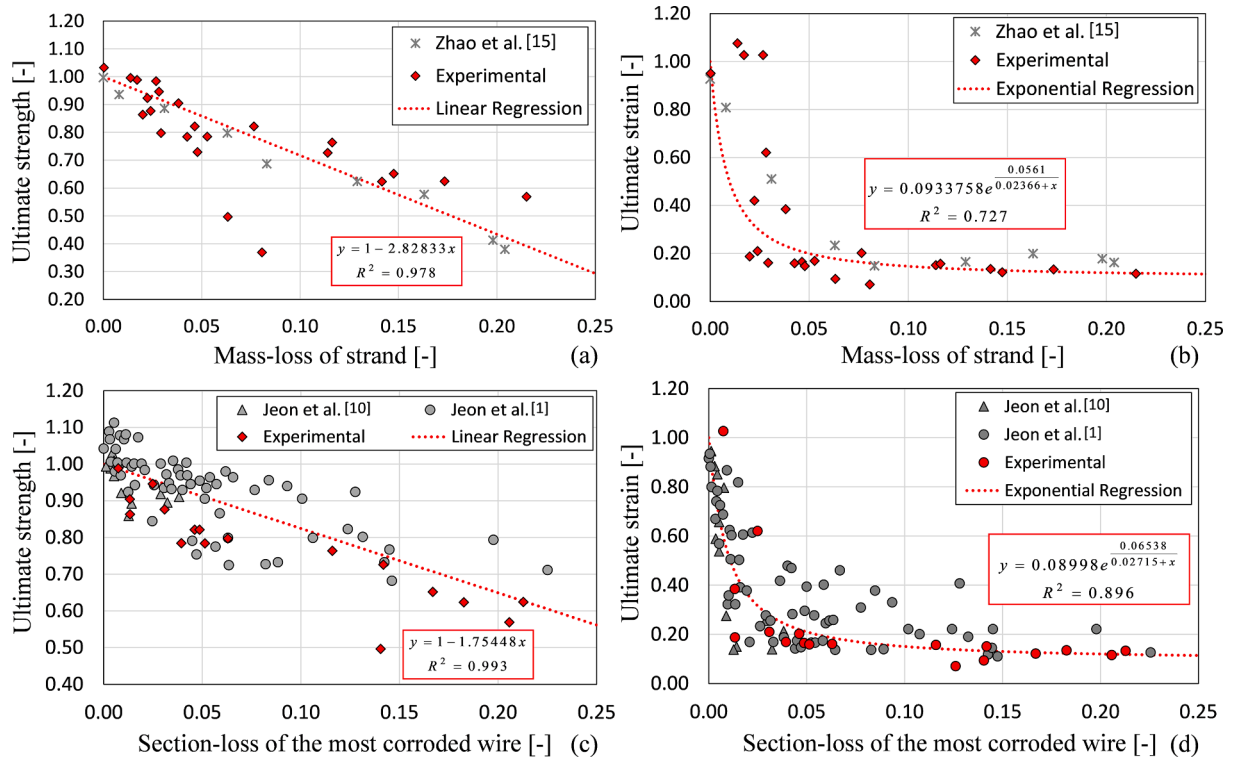 Ultimate strength [-]
1.20
1.10
1.00
0.90
0.80
0.70
0.60
0.50
0.40
0.30
0.20
Zhao et al. [15]
Experimental
Linear Regression
y = 1 − 2.82833x
R² = 0.978
0.00 0.05 0.10 0.15 0.20 0.25
Mass-loss of strand [-] (a)
Ultimate strain [-]
1.20
1.00
0.80
0.60
0.40
0.20
0.00
Zhao et al. [15]
Experimental
Exponential Regression
y = 0.0933758e^(0.0561/(0.02366+x))
R² = 0.727
0.00 0.05 0.10 0.15 0.20 0.25
Mass-loss of strand [-] (b)
Ultimate strength [-]
1.20
1.10
1.00
0.90
0.80
0.70
0.60
0.50
0.40
Jeon et al. [10] Jeon et al. [1]
Experimental Linear Regression
y = 1 − 1.75448x
R² = 0.993
0.00 0.05 0.10 0.15 0.20 0.25
Section-loss of the most corroded wire [-] (c)
Ultimate strain [-]
1.20
1.00
0.80
0.60
0.40
0.20
0.00
Jeon et al. [10]
Jeon et al. [1]
Experimental
Exponential Regression
y = 0.08998e^(0.06538/(0.02715+x))
R² = 0.896
0.00 0.05 0.10 0.15 0.20 0.25
Section-loss of the most corroded wire [-] (d)